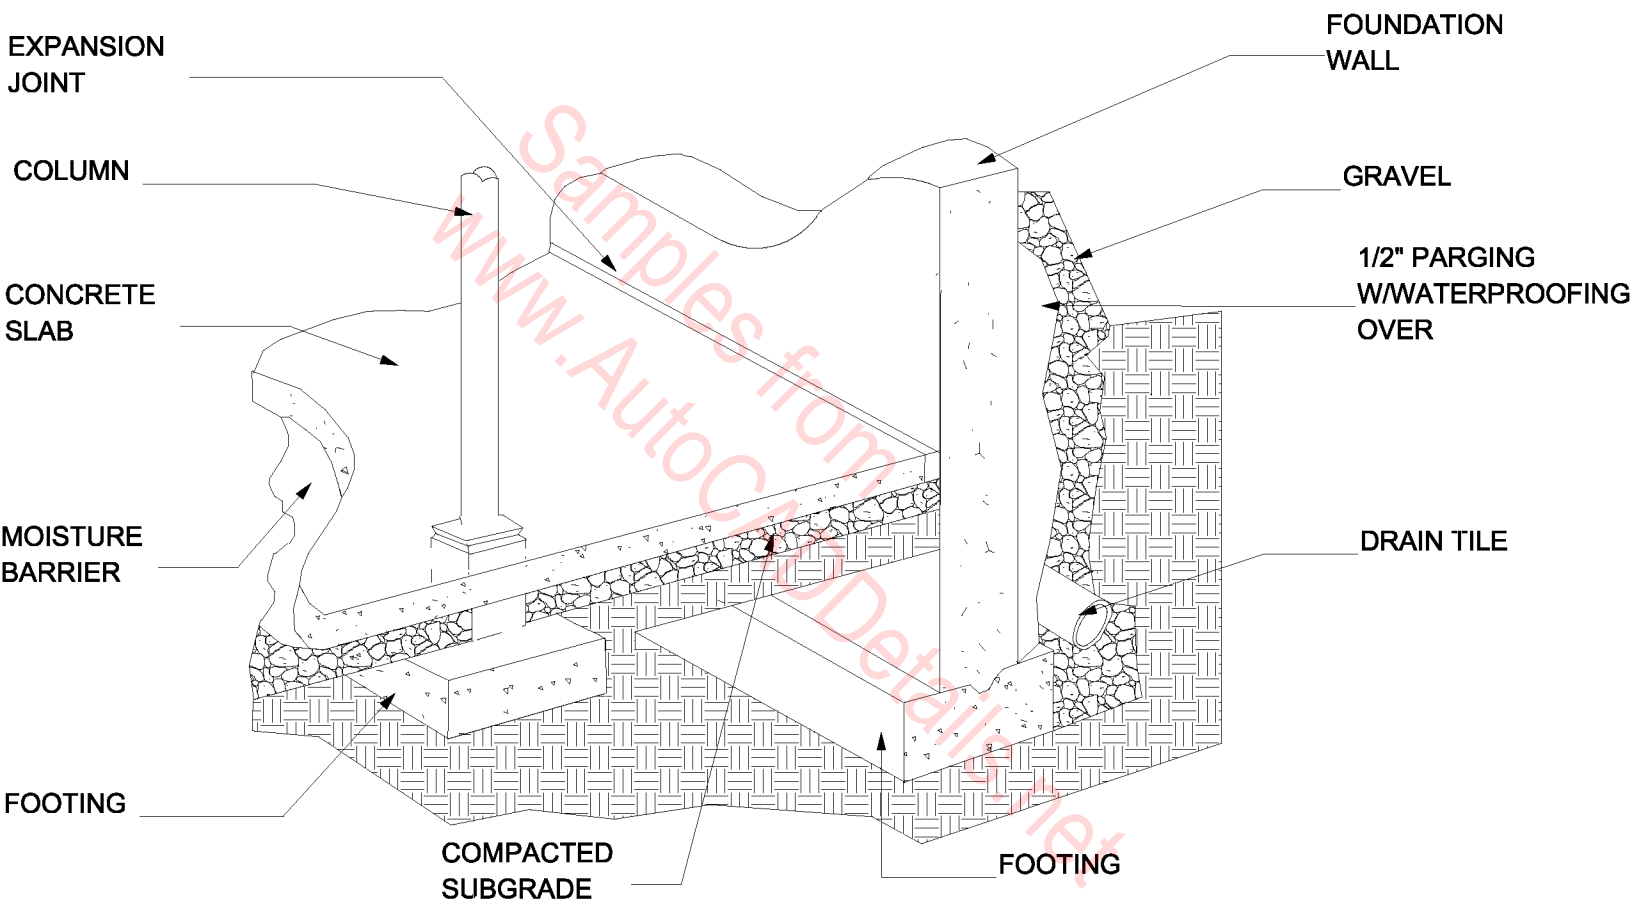 EXPANSION
JOINT
FOUNDATION
WALL
COLUMN
GRAVEL
1/2" PARGING
W/WATERPROOFING
OVER
CONCRETE
SLAB
MOISTURE
BARRIER
DRAIN TILE
FOOTING
COMPACTED
SUBGRADE
FOOTING
Samples from
www.AutoCADDetails.net